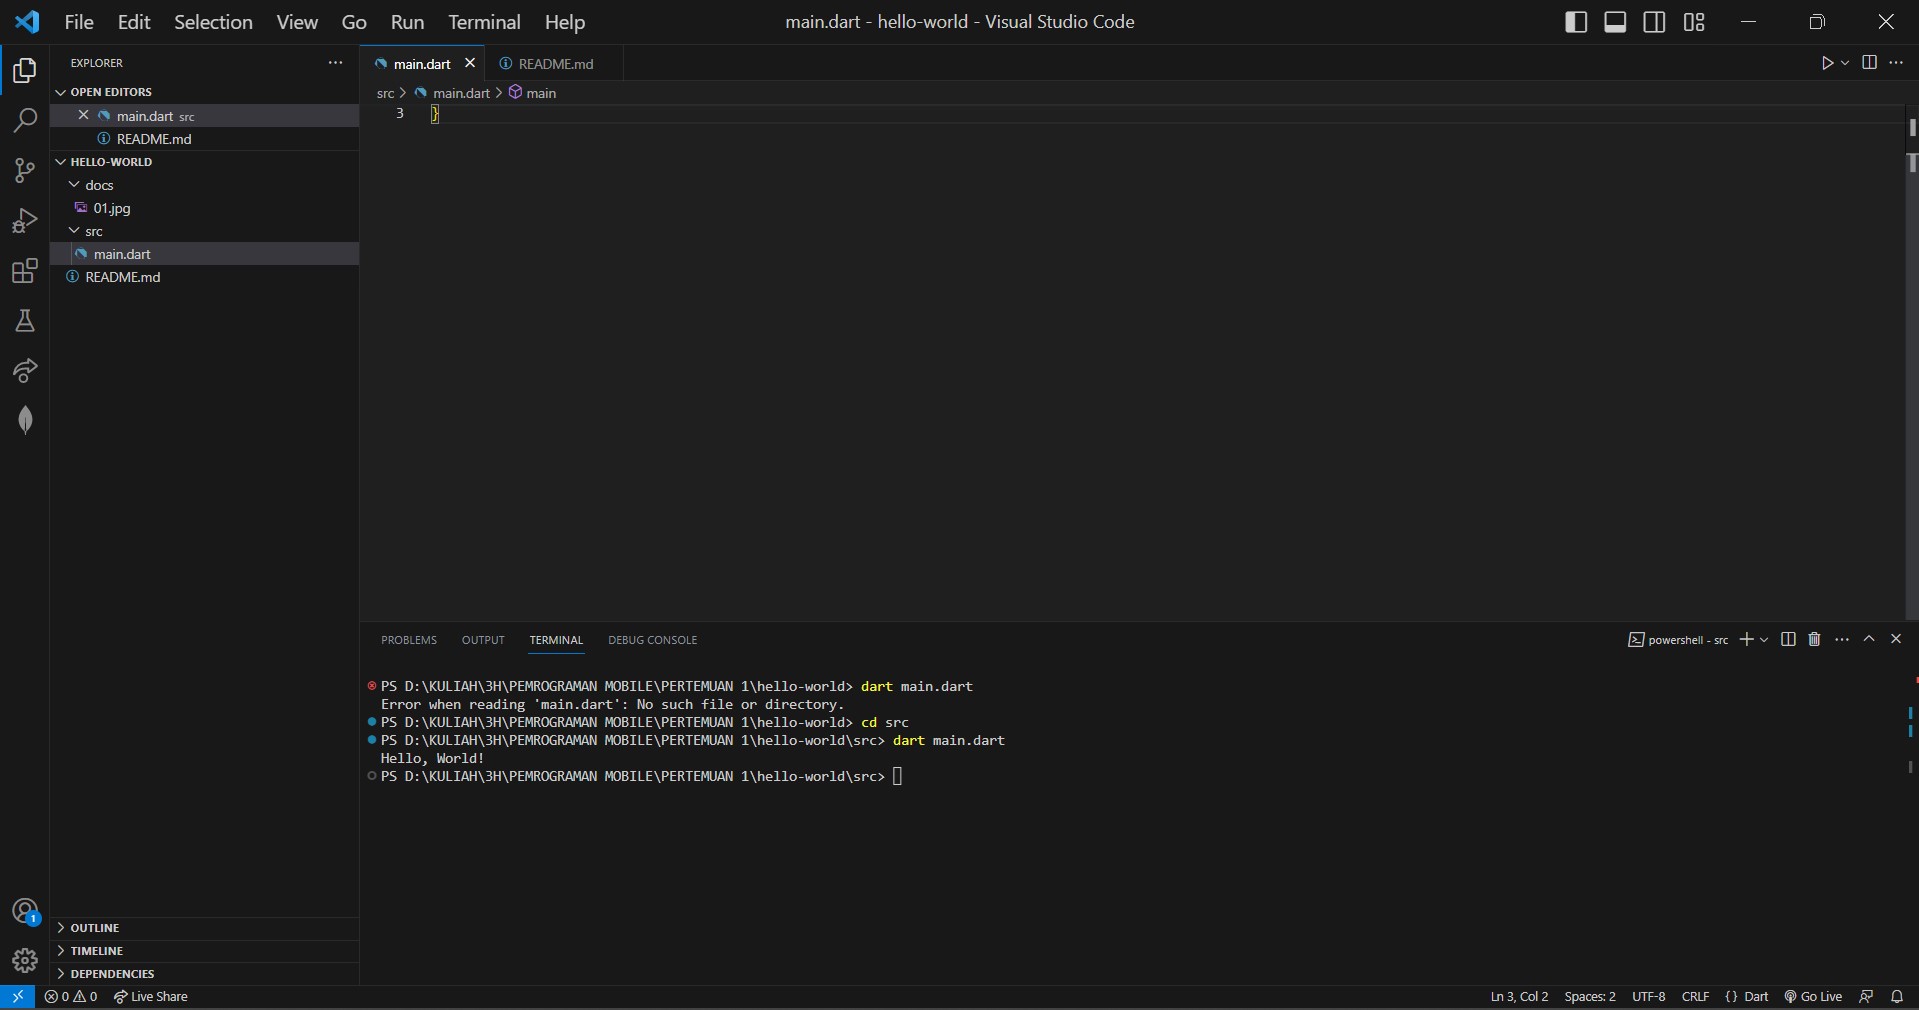 File Edit Selection View Go Run Terminal Help
main.dart - hello-world - Visual Studio Code
EXPLORER
OPEN EDITORS
main.dart src
README.md
HELLO-WORLD
docs
01.jpg
src
main.dart
README.md
OUTLINE
TIMELINE
DEPENDENCIES
1
main.dart README.md
src > main.dart > main
3 }
PROBLEMS OUTPUT TERMINAL DEBUG CONSOLE
powershell - src
PS D:\KULIAH\3H\PEMROGRAMAN MOBILE\PERTEMUAN 1\hello-world> dart main.dart
Error when reading 'main.dart': No such file or directory.
PS D:\KULIAH\3H\PEMROGRAMAN MOBILE\PERTEMUAN 1\hello-world> cd src
PS D:\KULIAH\3H\PEMROGRAMAN MOBILE\PERTEMUAN 1\hello-world\src> dart main.dart
Hello, World!
PS D:\KULIAH\3H\PEMROGRAMAN MOBILE\PERTEMUAN 1\hello-world\src>
0 0 Live Share
Ln 3, Col 2 Spaces: 2 UTF-8 CRLF {} Dart Go Live